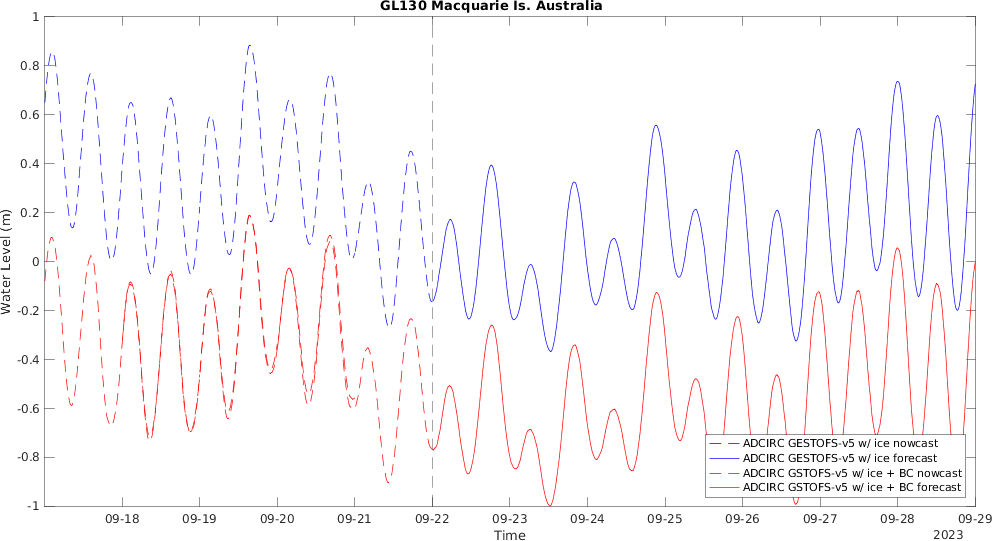 GL130 Macquarie Is. Australia
1
0.8
0.6
0.4
0.2
0
-0.2
-0.4
-0.6
-0.8
-1
Water Level (m)
09-18 09-19 09-20 09-21 09-22 09-23 09-24 09-25 09-26 09-27 09-28 09-29
Time
2023
ADCIRC GESTOFS-v5 w/ ice nowcast
ADCIRC GESTOFS-v5 w/ ice forecast
ADCIRC GSTOFS-v5 w/ ice + BC nowcast
ADCIRC GSTOFS-v5 w/ ice + BC forecast